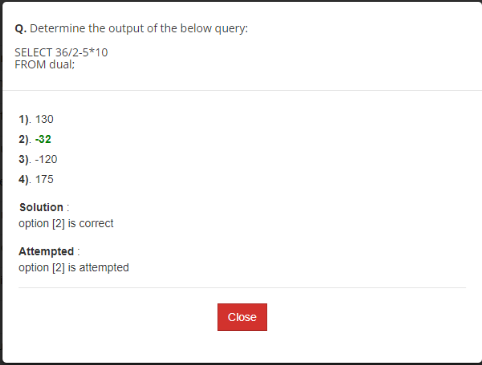 Q. Determine the output of the below query:
SELECT 36/2-5*10
FROM dual;
1). 130
2). -32
3). -120
4). 175
Solution :
option [2] is correct
Attempted :
option [2] is attempted
Close